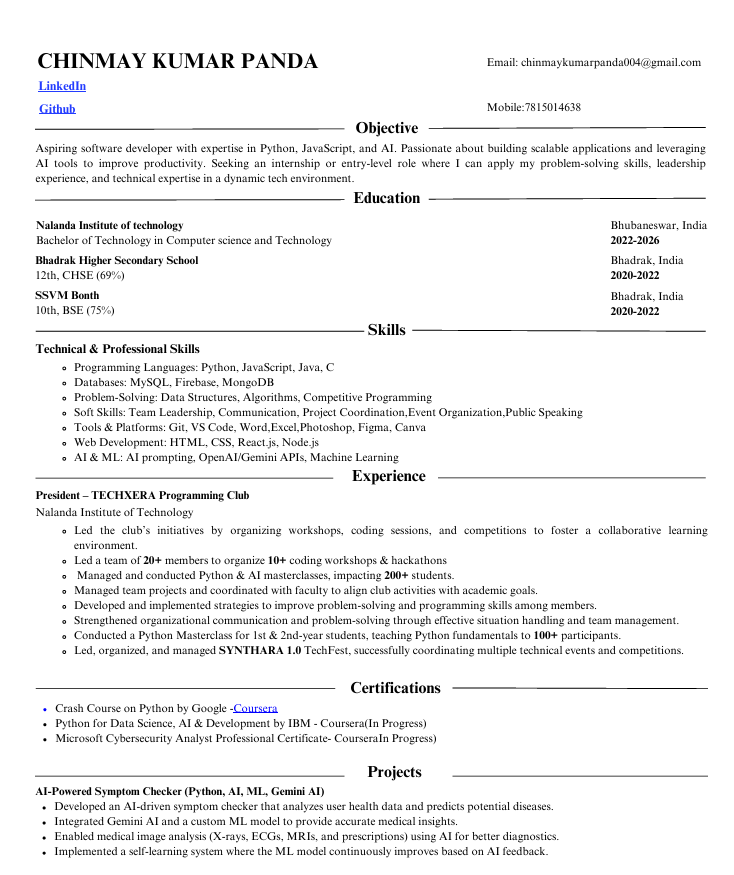 CHINMAY KUMAR PANDA
Email: chinmaykumarpanda004@gmail.com
LinkedIn
Github
Mobile:7815014638
Objective
Aspiring software developer with expertise in Python, JavaScript, and AI. Passionate about building scalable applications and leveraging
AI tools to improve productivity. Seeking an internship or entry-level role where I can apply my problem-solving skills, leadership
experience, and technical expertise in a dynamic tech environment.
Education
Nalanda Institute of technology Bhubaneswar, India
Bachelor of Technology in Computer science and Technology 2022-2026
Bhadrak Higher Secondary School Bhadrak, India
12th, CHSE (69%) 2020-2022
SSVM Bonth Bhadrak, India
10th, BSE (75%) 2020-2022
Skills
Technical & Professional Skills
Programming Languages: Python, JavaScript, Java, C
Databases: MySQL, Firebase, MongoDB
Problem-Solving: Data Structures, Algorithms, Competitive Programming
Soft Skills: Team Leadership, Communication, Project Coordination,Event Organization,Public Speaking
Tools & Platforms: Git, VS Code, Word,Excel,Photoshop, Figma, Canva
Web Development: HTML, CSS, React.js, Node.js
AI & ML: AI prompting, OpenAI/Gemini APIs, Machine Learning
Experience
President – TECHXERA Programming Club
Nalanda Institute of Technology
Led the club's initiatives by organizing workshops, coding sessions, and competitions to foster a collaborative learning
environment.
Led a team of 20+ members to organize 10+ coding workshops & hackathons
Managed and conducted Python & AI masterclasses, impacting 200+ students.
Managed team projects and coordinated with faculty to align club activities with academic goals.
Developed and implemented strategies to improve problem-solving and programming skills among members.
Strengthened organizational communication and problem-solving through effective situation handling and team management.
Conducted a Python Masterclass for 1st & 2nd-year students, teaching Python fundamentals to 100+ participants.
Led, organized, and managed SYNTHARA 1.0 TechFest, successfully coordinating multiple technical events and competitions.
Certifications
Crash Course on Python by Google -Coursera
Python for Data Science, AI & Development by IBM - Coursera(In Progress)
Microsoft Cybersecurity Analyst Professional Certificate- CourseraIn Progress)
Projects
AI-Powered Symptom Checker (Python, AI, ML, Gemini AI)
Developed an AI-driven symptom checker that analyzes user health data and predicts potential diseases.
Integrated Gemini AI and a custom ML model to provide accurate medical insights.
Enabled medical image analysis (X-rays, ECGs, MRIs, and prescriptions) using AI for better diagnostics.
Implemented a self-learning system where the ML model continuously improves based on AI feedback.